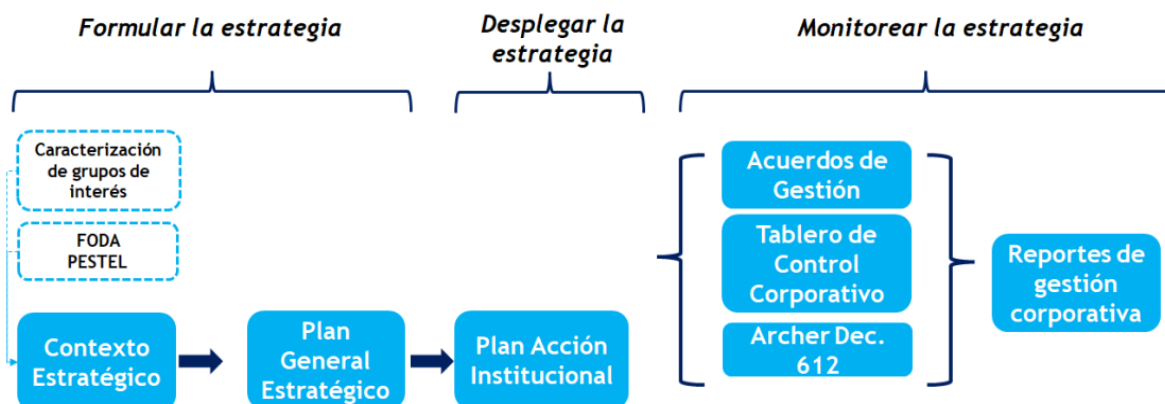 Formular la estrategia
Desplegar la
estrategia
Monitorear la estrategia
Caracterización
de grupos de
interés
FODA
PESTEL
Contexto
Estratégico
Plan
General
Estratégico
Plan Acción
Institucional
Acuerdos de
Gestión
Tablero de
Control
Corporativo
Archer Dec.
612
Reportes de
gestión
corporativa